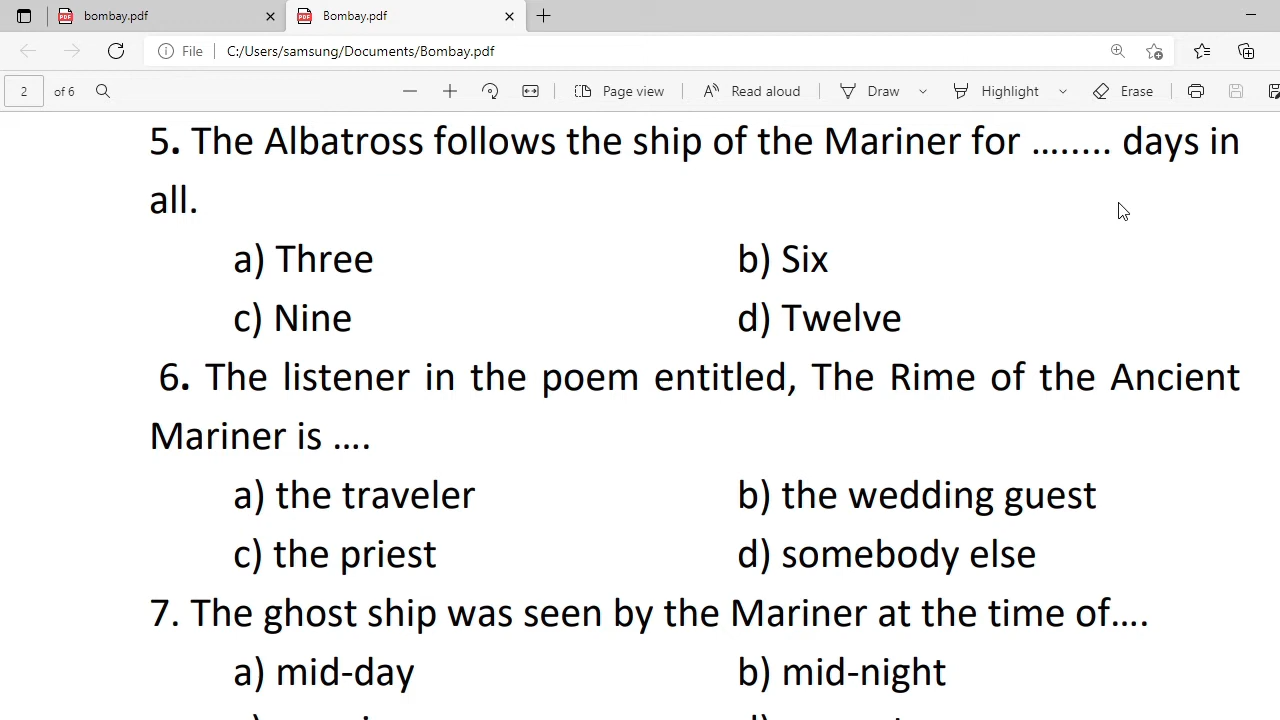 bombay.pdf
Bombay.pdf
File
C:/Users/samsung/Documents/Bombay.pdf
2 of 6
Page view
Read aloud
Draw
Highlight
Erase
5. The Albatross follows the ship of the Mariner for ........ days in
all.
a) Three b) Six
c) Nine d) Twelve
6. The listener in the poem entitled, The Rime of the Ancient
Mariner is ....
a) the traveler b) the wedding guest
c) the priest d) somebody else
7. The ghost ship was seen by the Mariner at the time of....
a) mid-day b) mid-night